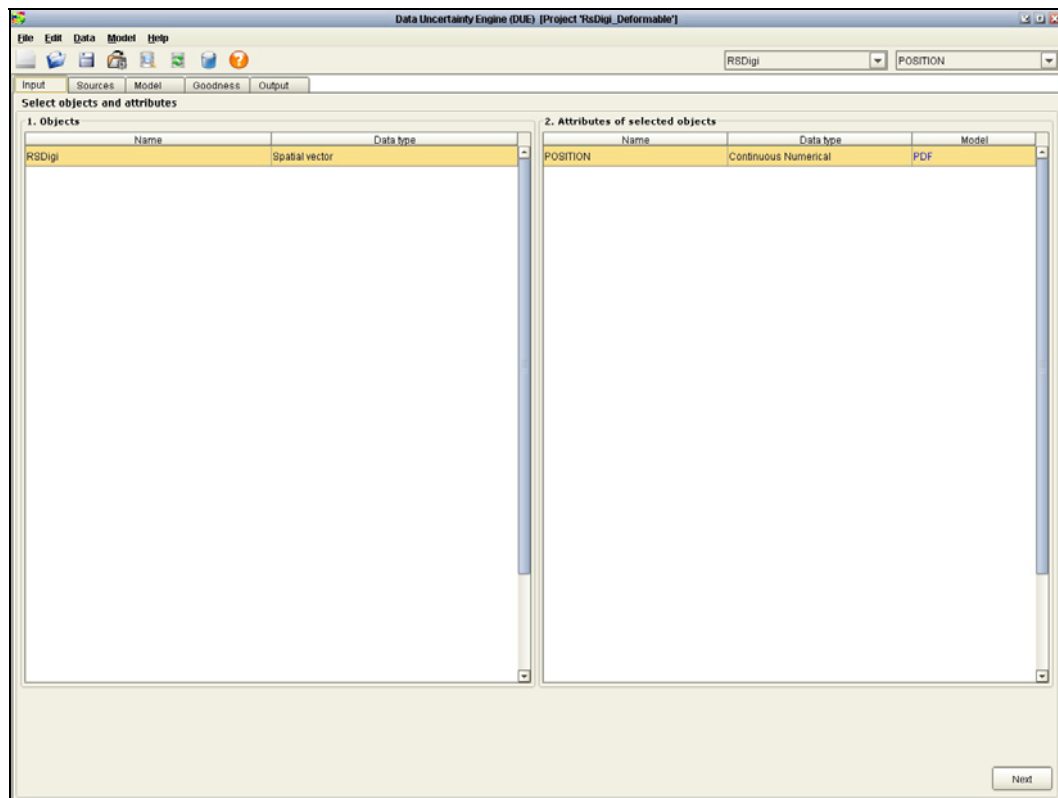 Data Uncertainty Engine (DUE) [Project 'RsDigi_Deformable']
File Edit Data Model Help
RSDigi POSITION
Input Sources Model Goodness Output
Select objects and attributes
1. Objects 2. Attributes of selected objects
Name Data type Name Data type Model
RSDigi Spatial vector POSITION Continuous Numerical PDF
Next